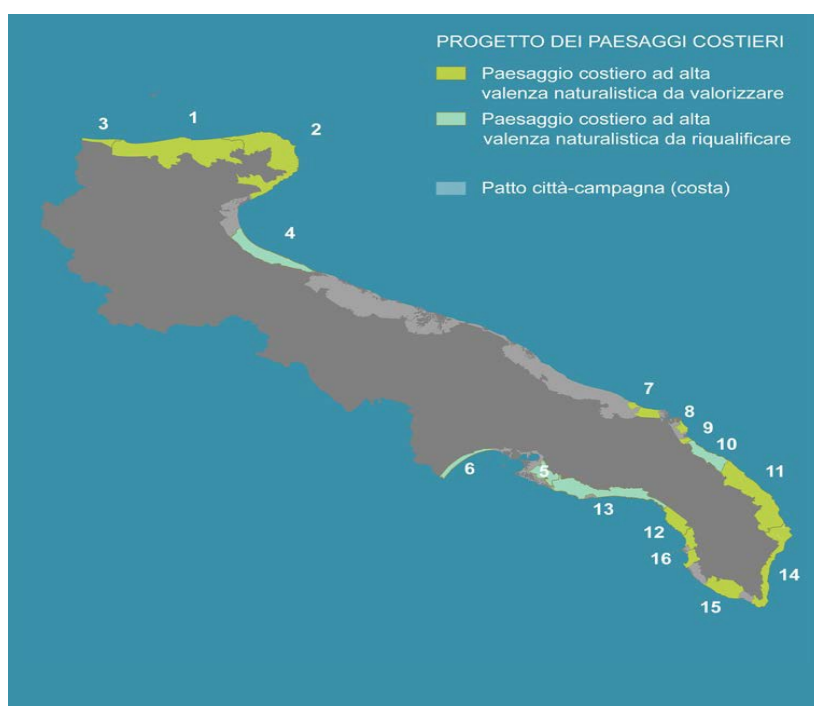 PROGETTO DEI PAESAGGI COSTIERI
Paesaggio costiero ad alta
valenza naturalistica da valorizzare
Paesaggio costiero ad alta
valenza naturalistica da riqualificare
Patto città-campagna (costa)
3
1
2
4
7
8
9
10
11
6
5
13
12
16
14
15